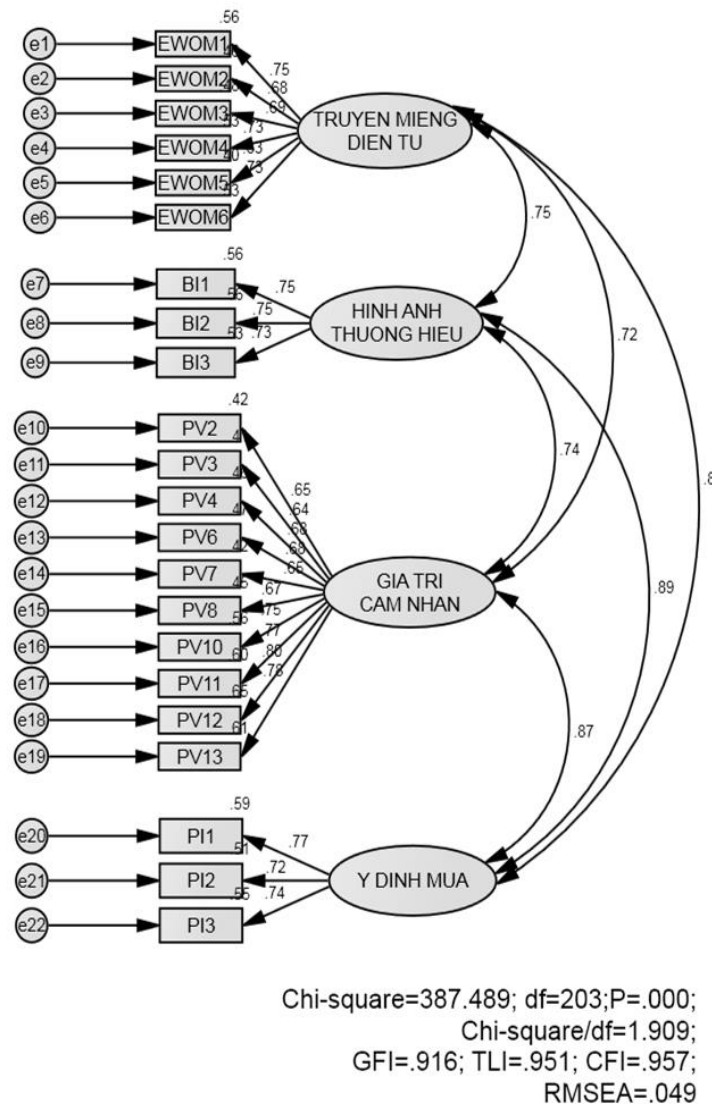 .56
e1 EWOM1 .75
e2 EWOM2 .68
e3 EWOM3 .69
e4 EWOM4 .73
e5 EWOM5 .63
e6 EWOM6 .73
.53
TRUYEN MIENG
DIEN TU
.75
.56
e7 BI1 .75
e8 BI2 .75
.53
e9 BI3 .73
HINH ANH
THUONG HIEU
.72
.74
.42
e10 PV2 .65
e11 PV3 .64
e12 PV4 .68
e13 PV6 .68
e14 PV7 .65
e15 PV8 .67
e16 PV10 .75
.60
e17 PV11 .77
.65
e18 PV12 .80
.61
e19 PV13 .78
GIA TRI
CAM NHAN
.89
.87
.59
e20 PI1 .77
.51
e21 PI2 .72
.55
e22 PI3 .74
Y DINH MUA
Chi-square=387.489; df=203;P=.000;
Chi-square/df=1.909;
GFI=.916; TLI=.951; CFI=.957;
RMSEA=.049